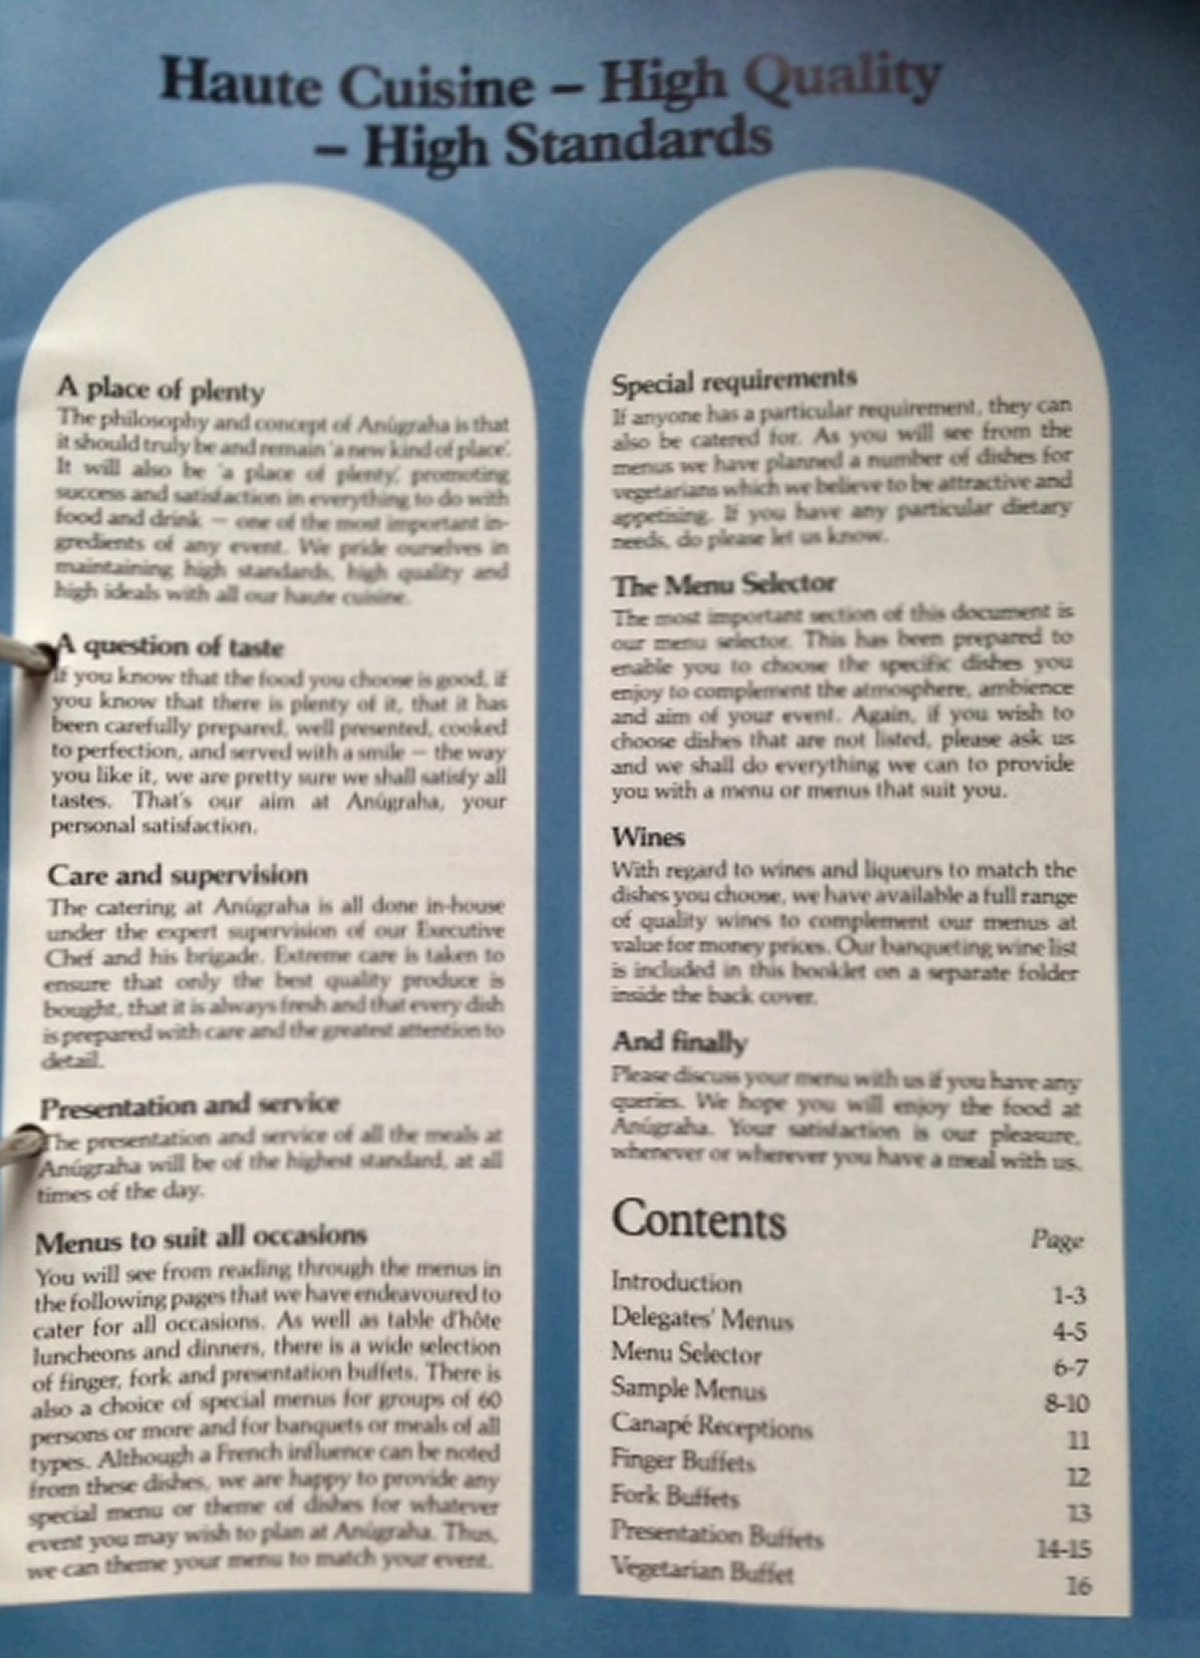 Haute Cuisine – High Quality
– High Standards
A place of plenty
The philosophy and concept of Anúgraha is that
it should truly be and remain 'a new kind of place'.
It will also be 'a place of plenty', promoting
success and satisfaction in everything to do with
food and drink — one of the most important in-
gredients of any event. We pride ourselves in
maintaining high standards, high quality and
high ideals with all our haute cuisine.
A question of taste
If you know that the food you choose is good, if
you know that there is plenty of it, that it has
been carefully prepared, well presented, cooked
to perfection, and served with a smile — the way
you like it, we are pretty sure we shall satisfy all
tastes. That's our aim at Anúgraha, your
personal satisfaction.
Care and supervision
The catering at Anúgraha is all done in-house
under the expert supervision of our Executive
Chef and his brigade. Extreme care is taken to
ensure that only the best quality produce is
bought, that it is always fresh and that every dish
is prepared with care and the greatest attention to
detail.
Presentation and service
The presentation and service of all the meals at
Anúgraha will be of the highest standard, at all
times of the day.
Menus to suit all occasions
You will see from reading through the menus in
the following pages that we have endeavoured to
cater for all occasions. As well as table d'hôte
luncheons and dinners, there is a wide selection
of finger, fork and presentation buffets. There is
also a choice of special menus for groups of 60
persons or more and for banquets or meals of all
types. Although a French influence can be noted
from these dishes, we are happy to provide any
special menu or theme of dishes for whatever
event you may wish to plan at Anúgraha. Thus,
we can theme your menu to match your event.
Special requirements
If anyone has a particular requirement, they can
also be catered for. As you will see from the
menus we have planned a number of dishes for
vegetarians which we believe to be attractive and
appetising. If you have any particular dietary
needs, do please let us know.
The Menu Selector
The most important section of this document is
our menu selector. This has been prepared to
enable you to choose the specific dishes you
enjoy to complement the atmosphere, ambience
and aim of your event. Again, if you wish to
choose dishes that are not listed, please ask us
and we shall do everything we can to provide
you with a menu or menus that suit you.
Wines
With regard to wines and liqueurs to match the
dishes you choose, we have available a full range
of quality wines to complement our menus at
value for money prices. Our banqueting wine list
is included in this booklet on a separate folder
inside the back cover.
And finally
Please discuss your menu with us if you have any
queries. We hope you will enjoy the food at
Anúgraha. Your satisfaction is our pleasure,
whenever or wherever you have a meal with us.
Contents Page
Introduction 1-3
Delegates' Menus 4-5
Menu Selector 6-7
Sample Menus 8-10
Canapé Receptions 11
Finger Buffets 12
Fork Buffets 13
Presentation Buffets 14-15
Vegetarian Buffet 16